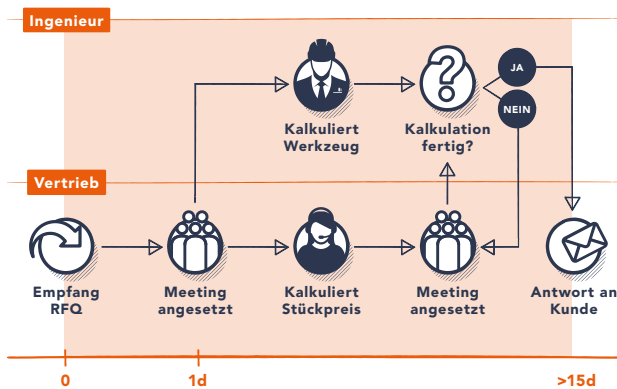 Ingenieur
JA
NEIN
Kalkuliert
Werkzeug
Kalkulation
fertig?
Vertrieb
Empfang
RFQ
Meeting
angesetzt
Kalkuliert
Stückpreis
Meeting
angesetzt
Antwort an
Kunde
0
1d
>15d